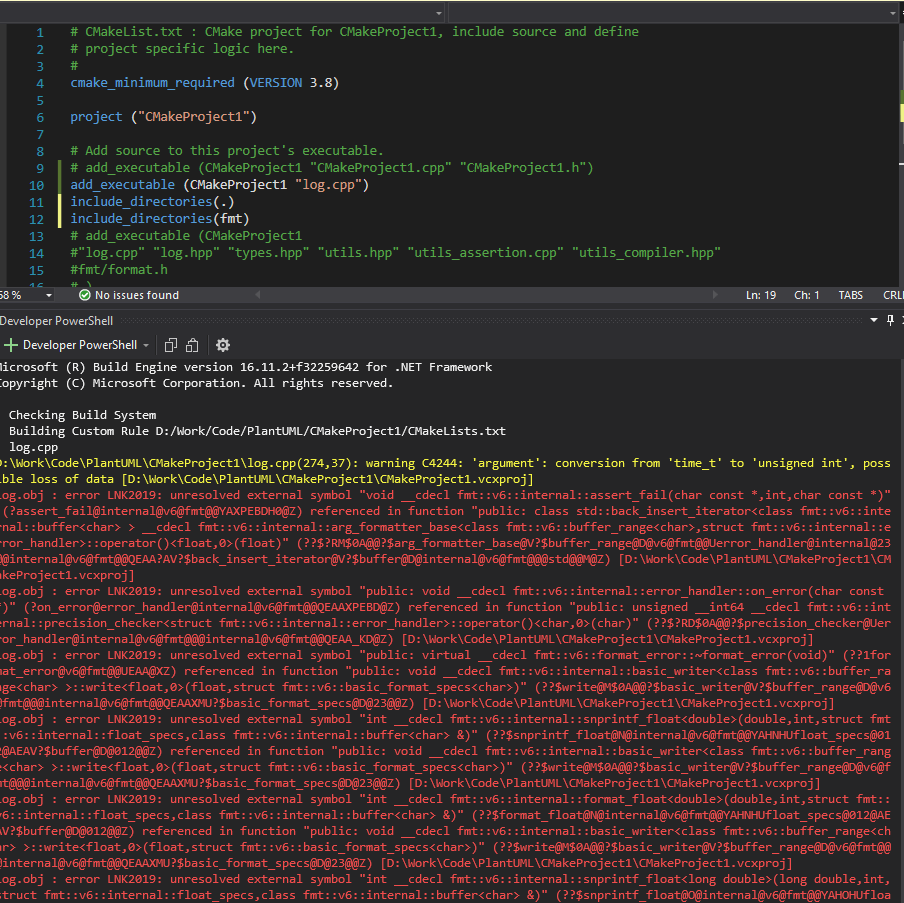 1 # CMakeList.txt : CMake project for CMakeProject1, include source and define
2 # project specific logic here.
3 #
4 cmake_minimum_required (VERSION 3.8)
5
6 project ("CMakeProject1")
7
8 # Add source to this project's executable.
9 # add_executable (CMakeProject1 "CMakeProject1.cpp" "CMakeProject1.h")
10 add_executable (CMakeProject1 "log.cpp")
11 include_directories(.)
12 include_directories(fmt)
13 # add_executable (CMakeProject1
14 #"log.cpp" "log.hpp" "types.hpp" "utils.hpp" "utils_assertion.cpp" "utils_compiler.hpp"
15 #fmt/format.h
16 # )
58 % No issues found Ln: 19 Ch: 1 TABS CRL
Developer PowerShell
Developer PowerShell
icrosoft (R) Build Engine version 16.11.2+f32259642 for .NET Framework
opyright (C) Microsoft Corporation. All rights reserved.
Checking Build System
Building Custom Rule D:/Work/Code/PlantUML/CMakeProject1/CMakeLists.txt
log.cpp
D:\Work\Code\PlantUML\CMakeProject1\log.cpp(274,37): warning C4244: 'argument': conversion from 'time_t' to 'unsigned int', poss
ible loss of data [D:\Work\Code\PlantUML\CMakeProject1\CMakeProject1.vcxproj]
log.obj : error LNK2019: unresolved external symbol "void __cdecl fmt::v6::internal::assert_fail(char const *,int,char const *)"
(?assert_fail@internal@v6@fmt@@YAXPEBDH0@Z) referenced in function "public: class std::back_insert_iterator<class fmt::v6::inte
rnal::buffer<char> > __cdecl fmt::v6::internal::arg_formatter_base<class fmt::v6::buffer_range<char>,struct fmt::v6::internal::e
rror_handler>::operator()<float,0>(float)" (??$?RM$0A@@?$arg_formatter_base@V?$buffer_range@D@v6@fmt@@Uerror_handler@internal@23
@@internal@v6@fmt@@QEAA?AV?$back_insert_iterator@V?$buffer@D@internal@v6@fmt@@@std@@M@Z) [D:\Work\Code\PlantUML\CMakeProject1\CM
akeProject1.vcxproj]
log.obj : error LNK2019: unresolved external symbol "public: void __cdecl fmt::v6::internal::error_handler::on_error(char const
*)" (?on_error@error_handler@internal@v6@fmt@@QEAAXPEBD@Z) referenced in function "public: unsigned __int64 __cdecl fmt::v6::int
ernal::precision_checker<struct fmt::v6::internal::error_handler>::operator()<char,0>(char)" (??$?RD$0A@@?$precision_checker@Uer
ror_handler@internal@v6@fmt@@@internal@v6@fmt@@QEAA_KD@Z) [D:\Work\Code\PlantUML\CMakeProject1\CMakeProject1.vcxproj]
log.obj : error LNK2019: unresolved external symbol "public: virtual __cdecl fmt::v6::format_error::~format_error(void)" (??1for
mat_error@v6@fmt@@UEAA@XZ) referenced in function "public: void __cdecl fmt::v6::internal::basic_writer<class fmt::v6::buffer_ra
nge<char> >::write<float,0>(float,struct fmt::v6::basic_format_specs<char>)" (??$write@M$0A@@?$basic_writer@V?$buffer_range@D@v6
@fmt@@@internal@v6@fmt@@QEAAXMU?$basic_format_specs@D@23@@Z) [D:\Work\Code\PlantUML\CMakeProject1\CMakeProject1.vcxproj]
log.obj : error LNK2019: unresolved external symbol "int __cdecl fmt::v6::internal::snprintf_float<double>(double,int,struct fmt
::v6::internal::float_specs,class fmt::v6::internal::buffer<char> &)" (??$snprintf_float@N@internal@v6@fmt@@YAHNHUfloat_specs@01
2@AEAV?$buffer@D@012@@Z) referenced in function "public: void __cdecl fmt::v6::internal::basic_writer<class fmt::v6::buffer_rang
e<char> >::write<float,0>(float,struct fmt::v6::basic_format_specs<char>)" (??$write@M$0A@@?$basic_writer@V?$buffer_range@D@v6@f
mt@@@internal@v6@fmt@@QEAAXMU?$basic_format_specs@D@23@@Z) [D:\Work\Code\PlantUML\CMakeProject1\CMakeProject1.vcxproj]
log.obj : error LNK2019: unresolved external symbol "int __cdecl fmt::v6::internal::format_float<double>(double,int,struct fmt::
v6::internal::float_specs,class fmt::v6::internal::buffer<char> &)" (??$format_float@N@internal@v6@fmt@@YAHNHUfloat_specs@012@AE
AV?$buffer@D@012@@Z) referenced in function "public: void __cdecl fmt::v6::internal::basic_writer<class fmt::v6::buffer_range<ch
ar> >::write<float,0>(float,struct fmt::v6::basic_format_specs<char>)" (??$write@M$0A@@?$basic_writer@V?$buffer_range@D@v6@fmt@@
@internal@v6@fmt@@QEAAXMU?$basic_format_specs@D@23@@Z) [D:\Work\Code\PlantUML\CMakeProject1\CMakeProject1.vcxproj]
log.obj : error LNK2019: unresolved external symbol "int __cdecl fmt::v6::internal::snprintf_float<long double>(long double,int,
struct fmt::v6::internal::float_specs,class fmt::v6::internal::buffer<char> &)" (??$snprintf_float@O@internal@v6@fmt@@YAHOHUfloa